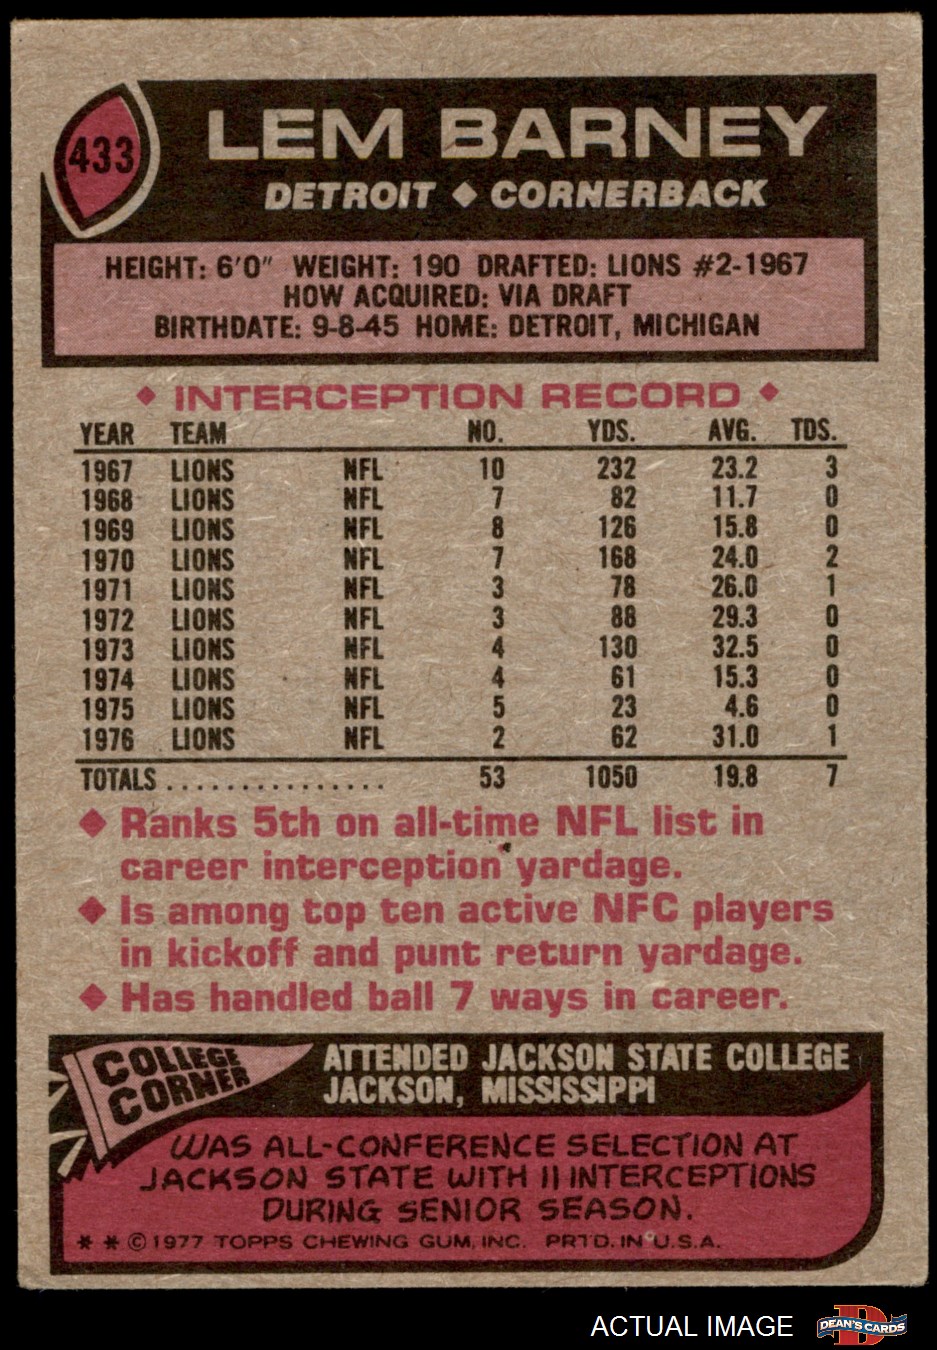 433
LEM BARNEY
DETROIT ◆ CORNERBACK
HEIGHT: 6'0" WEIGHT: 190 DRAFTED: LIONS #2-1967
HOW ACQUIRED: VIA DRAFT
BIRTHDATE: 9-8-45 HOME: DETROIT, MICHIGAN
◆ INTERCEPTION RECORD ◆
YEAR TEAM NO. YDS. AVG. TDS.
1967 LIONS NFL 10 232 23.2 3
1968 LIONS NFL 7 82 11.7 0
1969 LIONS NFL 8 126 15.8 0
1970 LIONS NFL 7 168 24.0 2
1971 LIONS NFL 3 78 26.0 1
1972 LIONS NFL 3 88 29.3 0
1973 LIONS NFL 4 130 32.5 0
1974 LIONS NFL 4 61 15.3 0
1975 LIONS NFL 5 23 4.6 0
1976 LIONS NFL 2 62 31.0 1
TOTALS ............... 53 1050 19.8 7
◆ Ranks 5th on all-time NFL list in
career interception yardage.
◆ Is among top ten active NFC players
in kickoff and punt return yardage.
◆ Has handled ball 7 ways in career.
COLLEGE
CORNER
ATTENDED JACKSON STATE COLLEGE
JACKSON, MISSISSIPPI
WAS ALL-CONFERENCE SELECTION AT
JACKSON STATE WITH 11 INTERCEPTIONS
DURING SENIOR SEASON.
* * © 1977 TOPPS CHEWING GUM, INC. PRTD. IN U.S.A.
ACTUAL IMAGE
D
DEAN'S CARDS